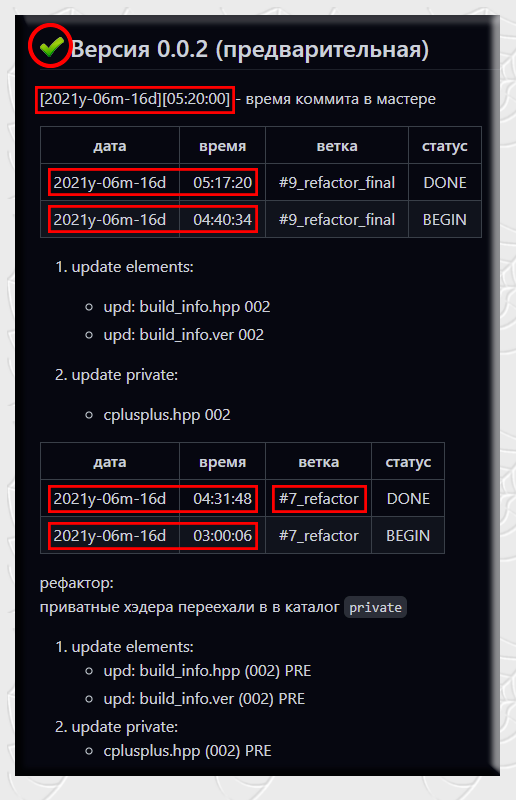 Версия 0.0.2 (предварительная)
[2021y-06m-16d][05:20:00] - время коммита в мастере
дата время ветка статус
2021y-06m-16d 05:17:20 #9_refactor_final DONE
2021y-06m-16d 04:40:34 #9_refactor_final BEGIN
1. update elements:
upd: build_info.hpp 002
upd: build_info.ver 002
2. update private:
cplusplus.hpp 002
дата время ветка статус
2021y-06m-16d 04:31:48 #7_refactor DONE
2021y-06m-16d 03:00:06 #7_refactor BEGIN
рефактор:
приватные хэдера переехали в в каталог private
1. update elements:
upd: build_info.hpp (002) PRE
upd: build_info.ver (002) PRE
2. update private:
cplusplus.hpp (002) PRE